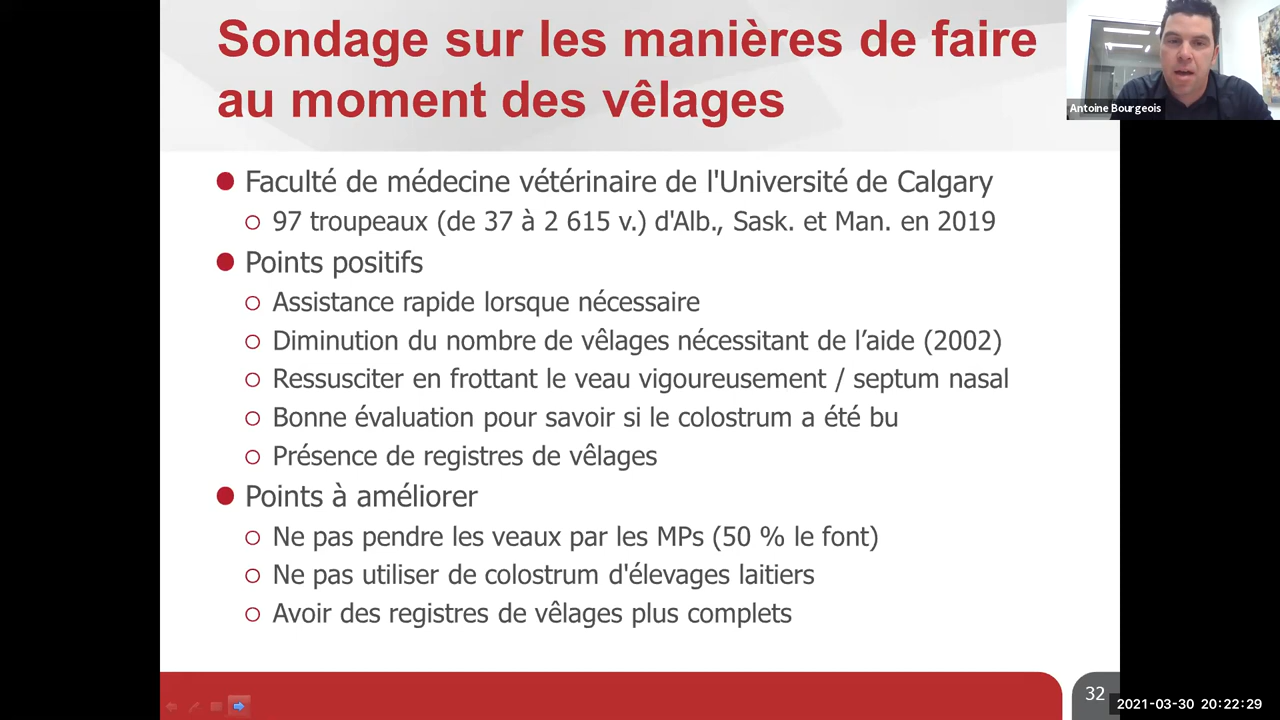 Sondage sur les manières de faire
au moment des vêlages
Antoine Bourgeois
Faculté de médecine vétérinaire de l'Université de Calgary
97 troupeaux (de 37 à 2 615 v.) d'Alb., Sask. et Man. en 2019
Points positifs
Assistance rapide lorsque nécessaire
Diminution du nombre de vêlages nécessitant de l’aide (2002)
Ressusciter en frottant le veau vigoureusement / septum nasal
Bonne évaluation pour savoir si le colostrum a été bu
Présence de registres de vêlages
Points à améliorer
Ne pas pendre les veaux par les MPs (50 % le font)
Ne pas utiliser de colostrum d'élevages laitiers
Avoir des registres de vêlages plus complets
32
2021-03-30 20:22:29